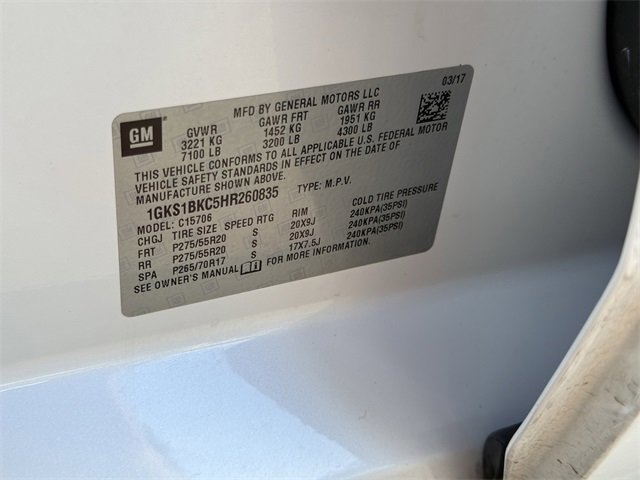 03/17
MFD BY GENERAL MOTORS LLC
GM
GVWR GAWR FRT GAWR RR
3221 KG 1452 KG 1951 KG
7100 LB 3200 LB 4300 LB
THIS VEHICLE CONFORMS TO ALL APPLICABLE U.S. FEDERAL MOTOR
VEHICLE SAFETY STANDARDS IN EFFECT ON THE DATE OF
MANUFACTURE SHOWN ABOVE.
1GKS1BKC5HR260835 TYPE: M.P.V.
MODEL: C15706
CHGJ TIRE SIZE SPEED RTG RIM COLD TIRE PRESSURE
FRT P275/55R20 S 20X9J 240KPA(35PSI)
RR P275/55R20 S 20X9J 240KPA(35PSI)
SPA P265/70R17 S 17X7.5J 240KPA(35PSI)
SEE OWNER'S MANUAL FOR MORE INFORMATION.